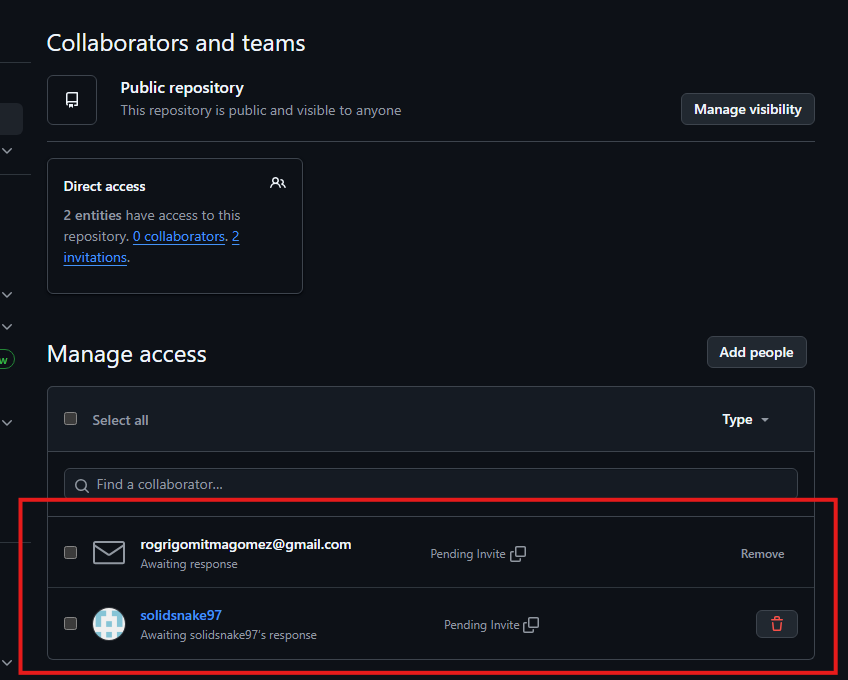 Collaborators and teams
Public repository
This repository is public and visible to anyone
Manage visibility
Direct access
2 entities have access to this
repository. 0 collaborators. 2
invitations.
Manage access
Add people
w
Select all
Type
Find a collaborator...
rogrigomitmagomez@gmail.com
Awaiting response
Pending Invite
Remove
solidsnake97
Awaiting solidsnake97's response
Pending Invite